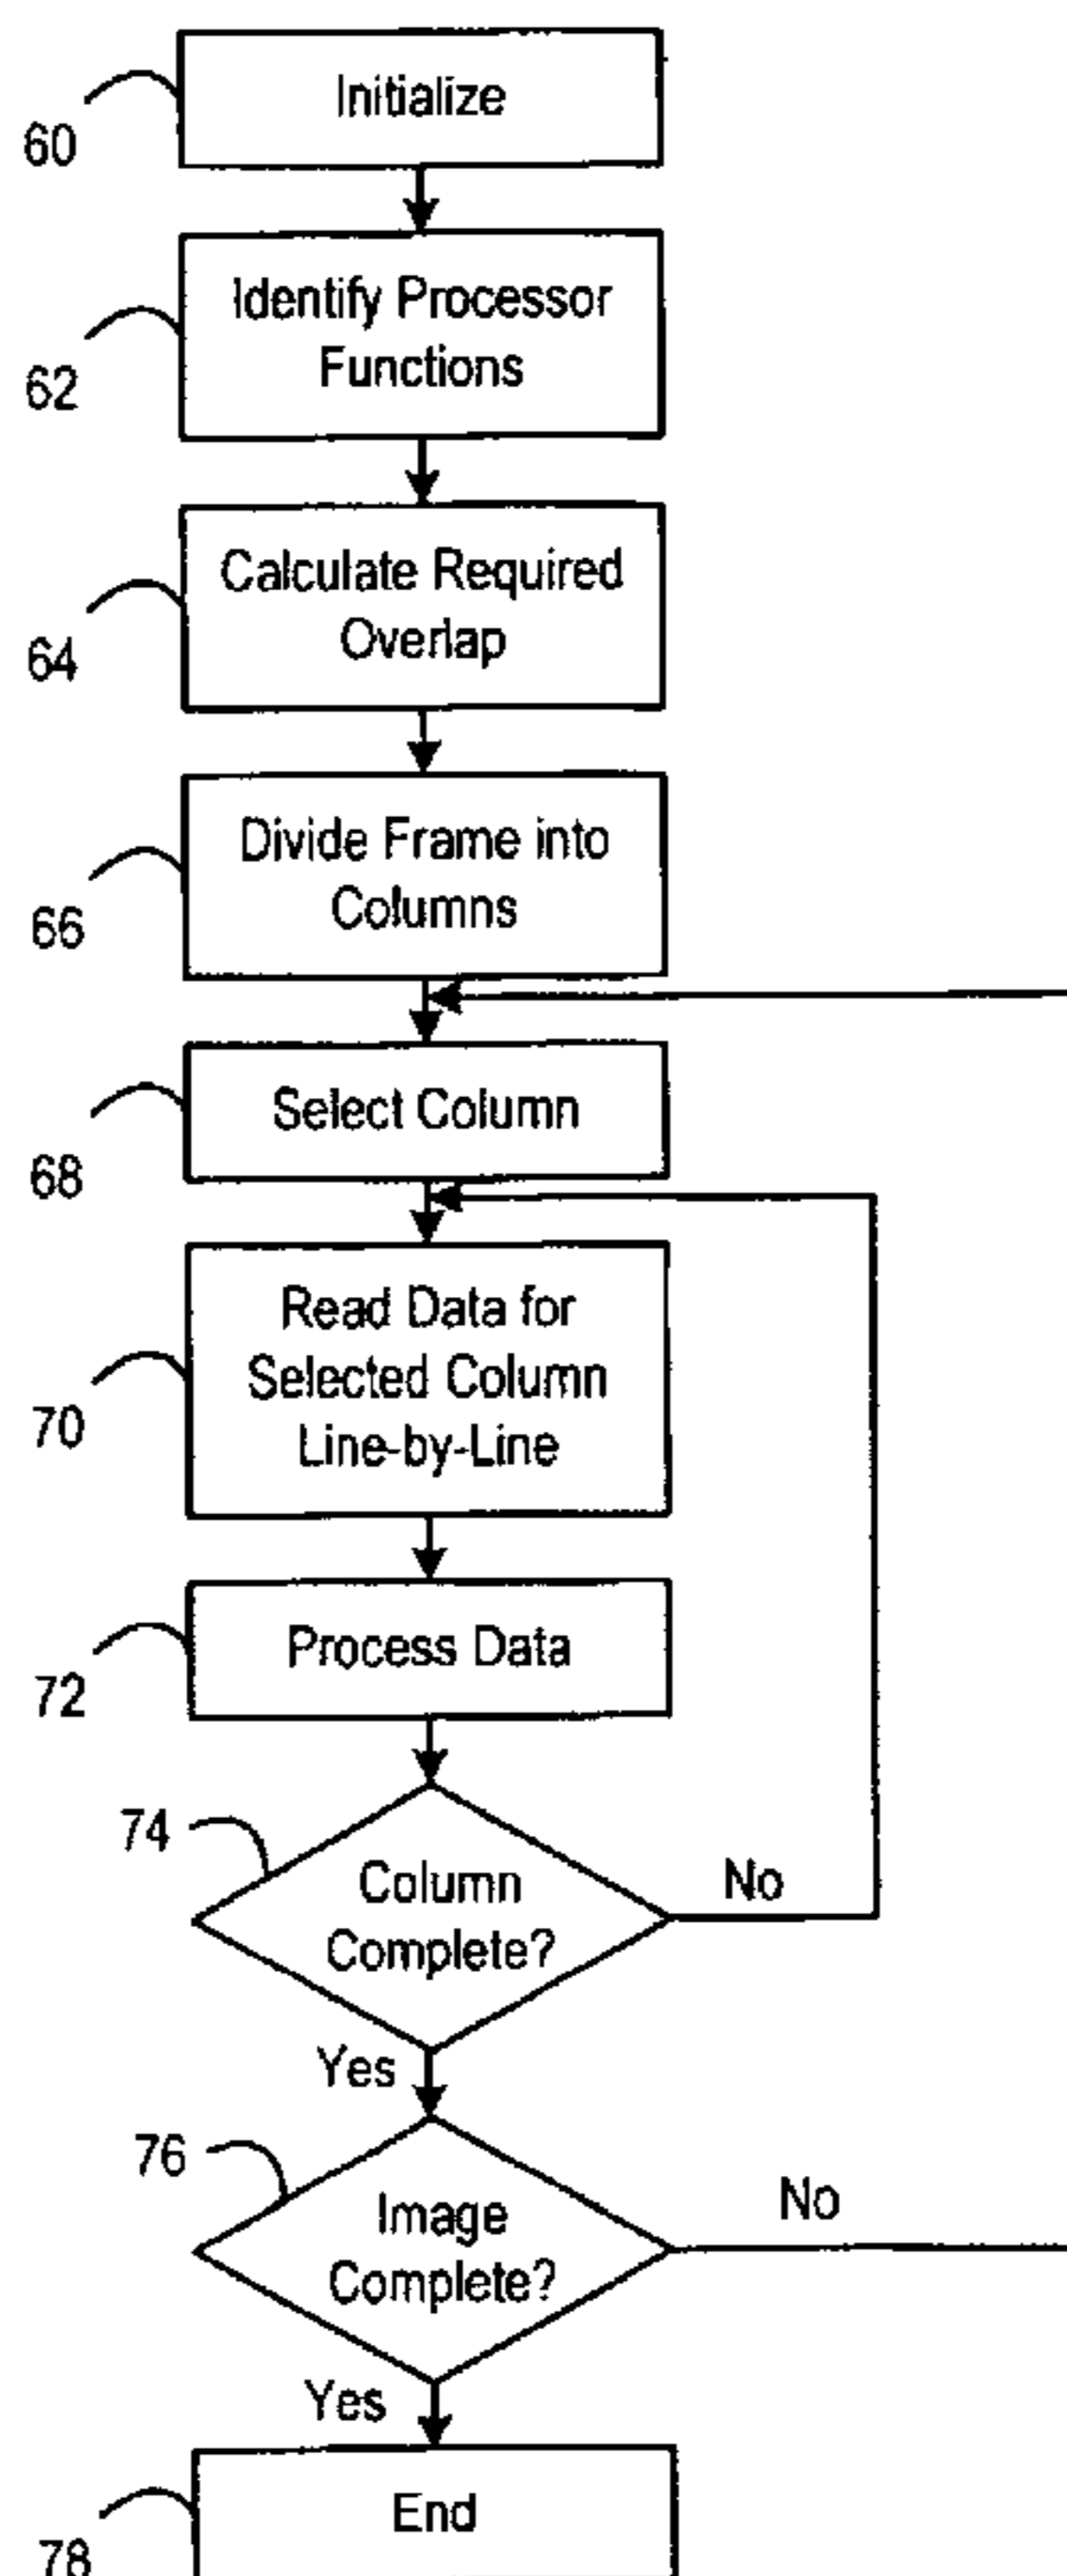 Initialize
60
Identify Processor
Functions
62
Calculate Required
Overlap
64
Divide Frame into
Columns
66
Select Column
68
Read Data for
Selected Column
Line-by-Line
70
Process Data
72
74
Column
Complete?
No
Yes
76
Image
Complete?
No
Yes
End
78